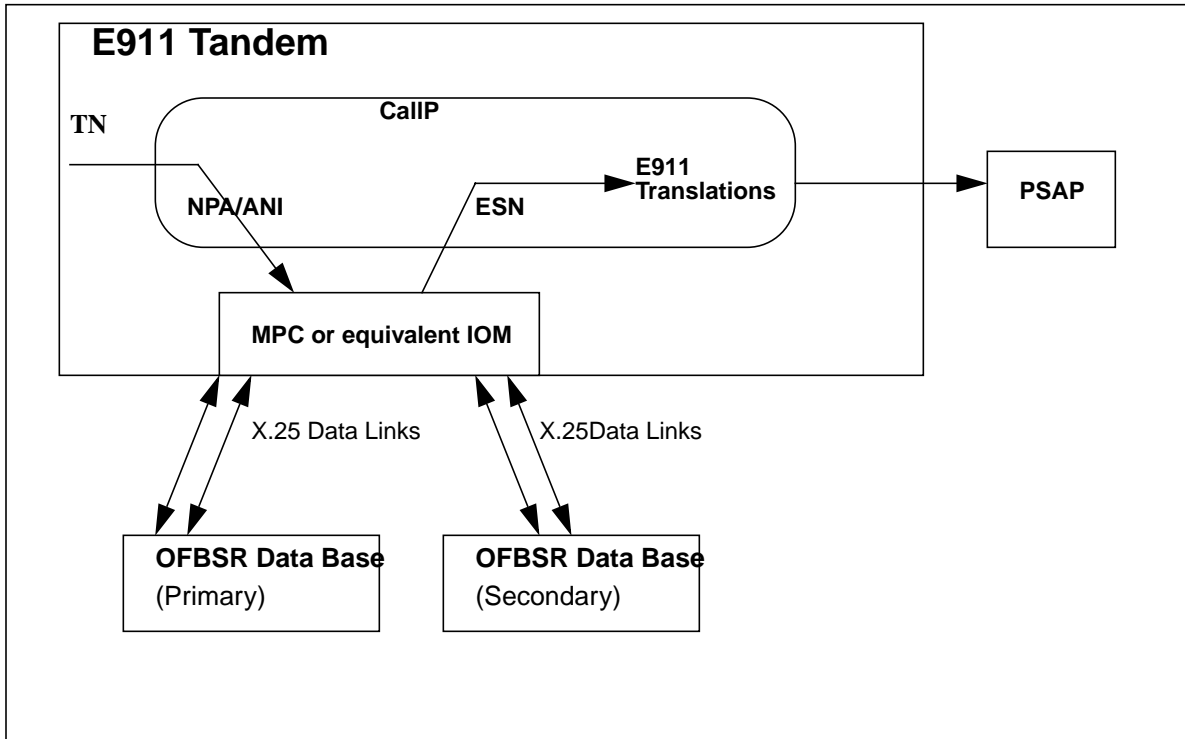 E911 Tandem
CallP
TN
E911
Translations
NPA/ANI
ESN
PSAP
MPC or equivalent IOM
X.25 Data Links
X.25Data Links
OFBSR Data Base
(Primary)
OFBSR Data Base
(Secondary)